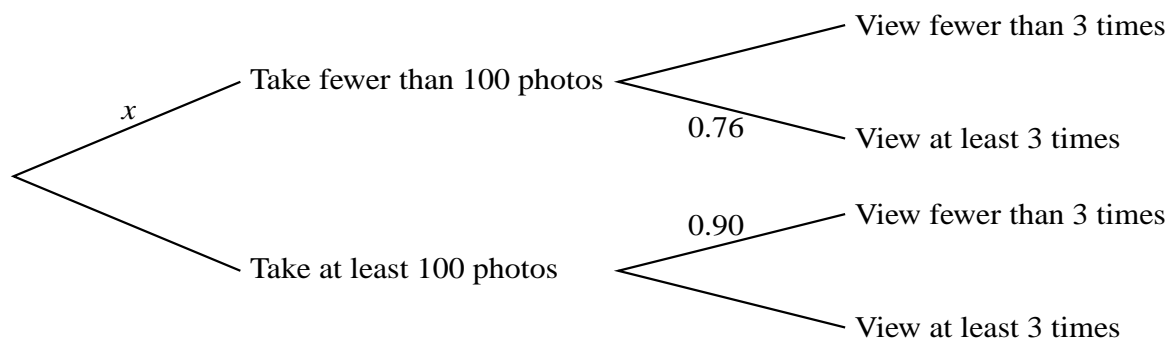 View fewer than 3 times
Take fewer than 100 photos
x
0.76
View at least 3 times
0.90
View fewer than 3 times
Take at least 100 photos
View at least 3 times